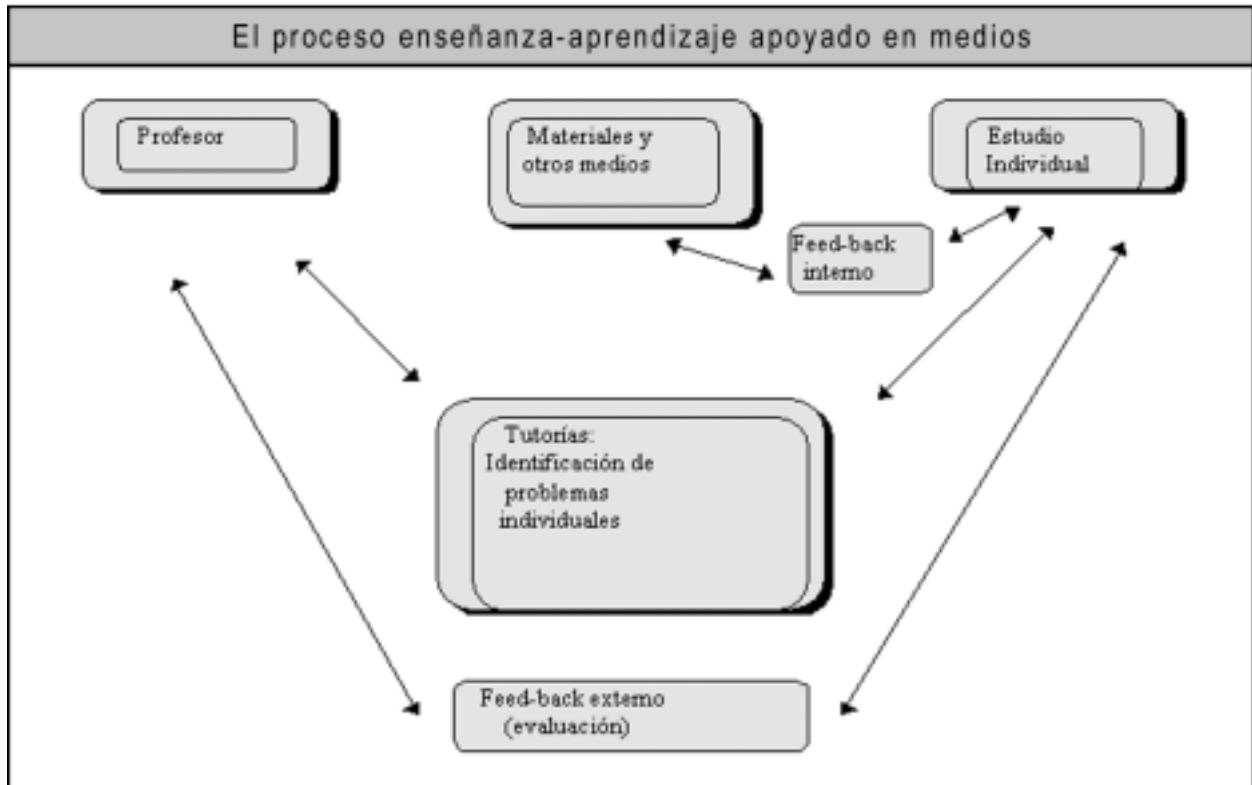 El proceso enseñanza-aprendizaje apoyado en medios
Profesor
Materiales y
otros medios
Estudio
Individual
Feed-back
interno
Tutorías:
Identificación de
problemas
individuales
Feed-back externo
(evaluación)